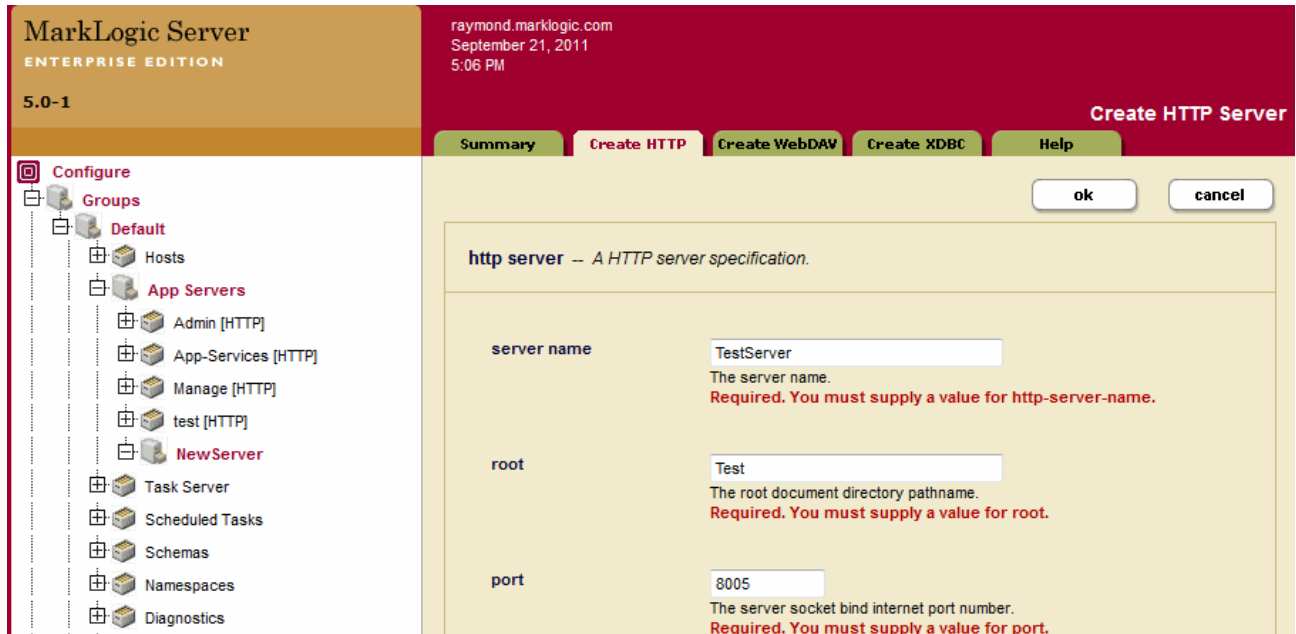 MarkLogic Server
ENTERPRISE EDITION
5.0-1
raymond.marklogic.com
September 21, 2011
5:06 PM
Create HTTP Server
Summary Create HTTP Create WebDAV Create XDBC Help
Configure
Groups
Default
Hosts
App Servers
Admin [HTTP]
App-Services [HTTP]
Manage [HTTP]
test [HTTP]
NewServer
Task Server
Scheduled Tasks
Schemas
Namespaces
Diagnostics
ok cancel
http server -- A HTTP server specification.
server name TestServer
The server name.
Required. You must supply a value for http-server-name.
root Test
The root document directory pathname.
Required. You must supply a value for root.
port 8005
The server socket bind internet port number.
Required. You must supply a value for port.